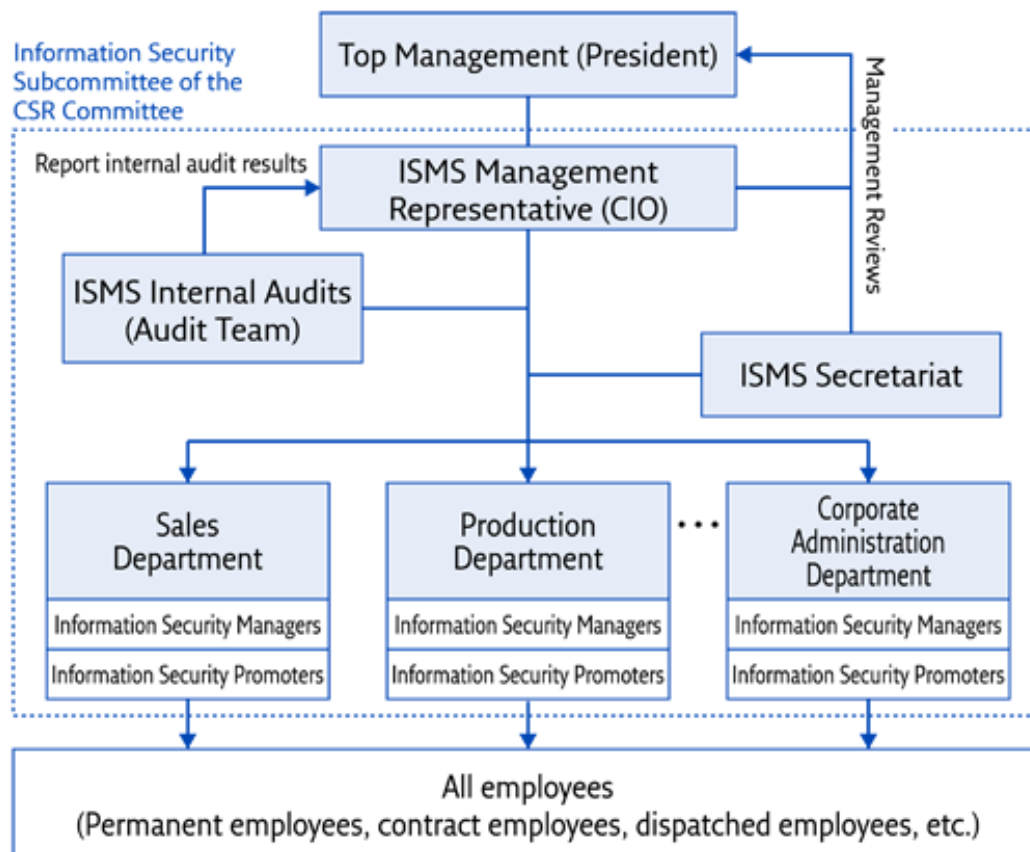 Information Security
Subcommittee of the
CSR Committee
Top Management (President)
Management Reviews
Report internal audit results
ISMS Management
Representative (CIO)
ISMS Internal Audits
(Audit Team)
ISMS Secretariat
Sales
Department
Information Security Managers
Information Security Promoters
Production
Department
Information Security Managers
Information Security Promoters
...
Corporate
Administration
Department
Information Security Managers
Information Security Promoters
All employees
(Permanent employees, contract employees, dispatched employees, etc.)